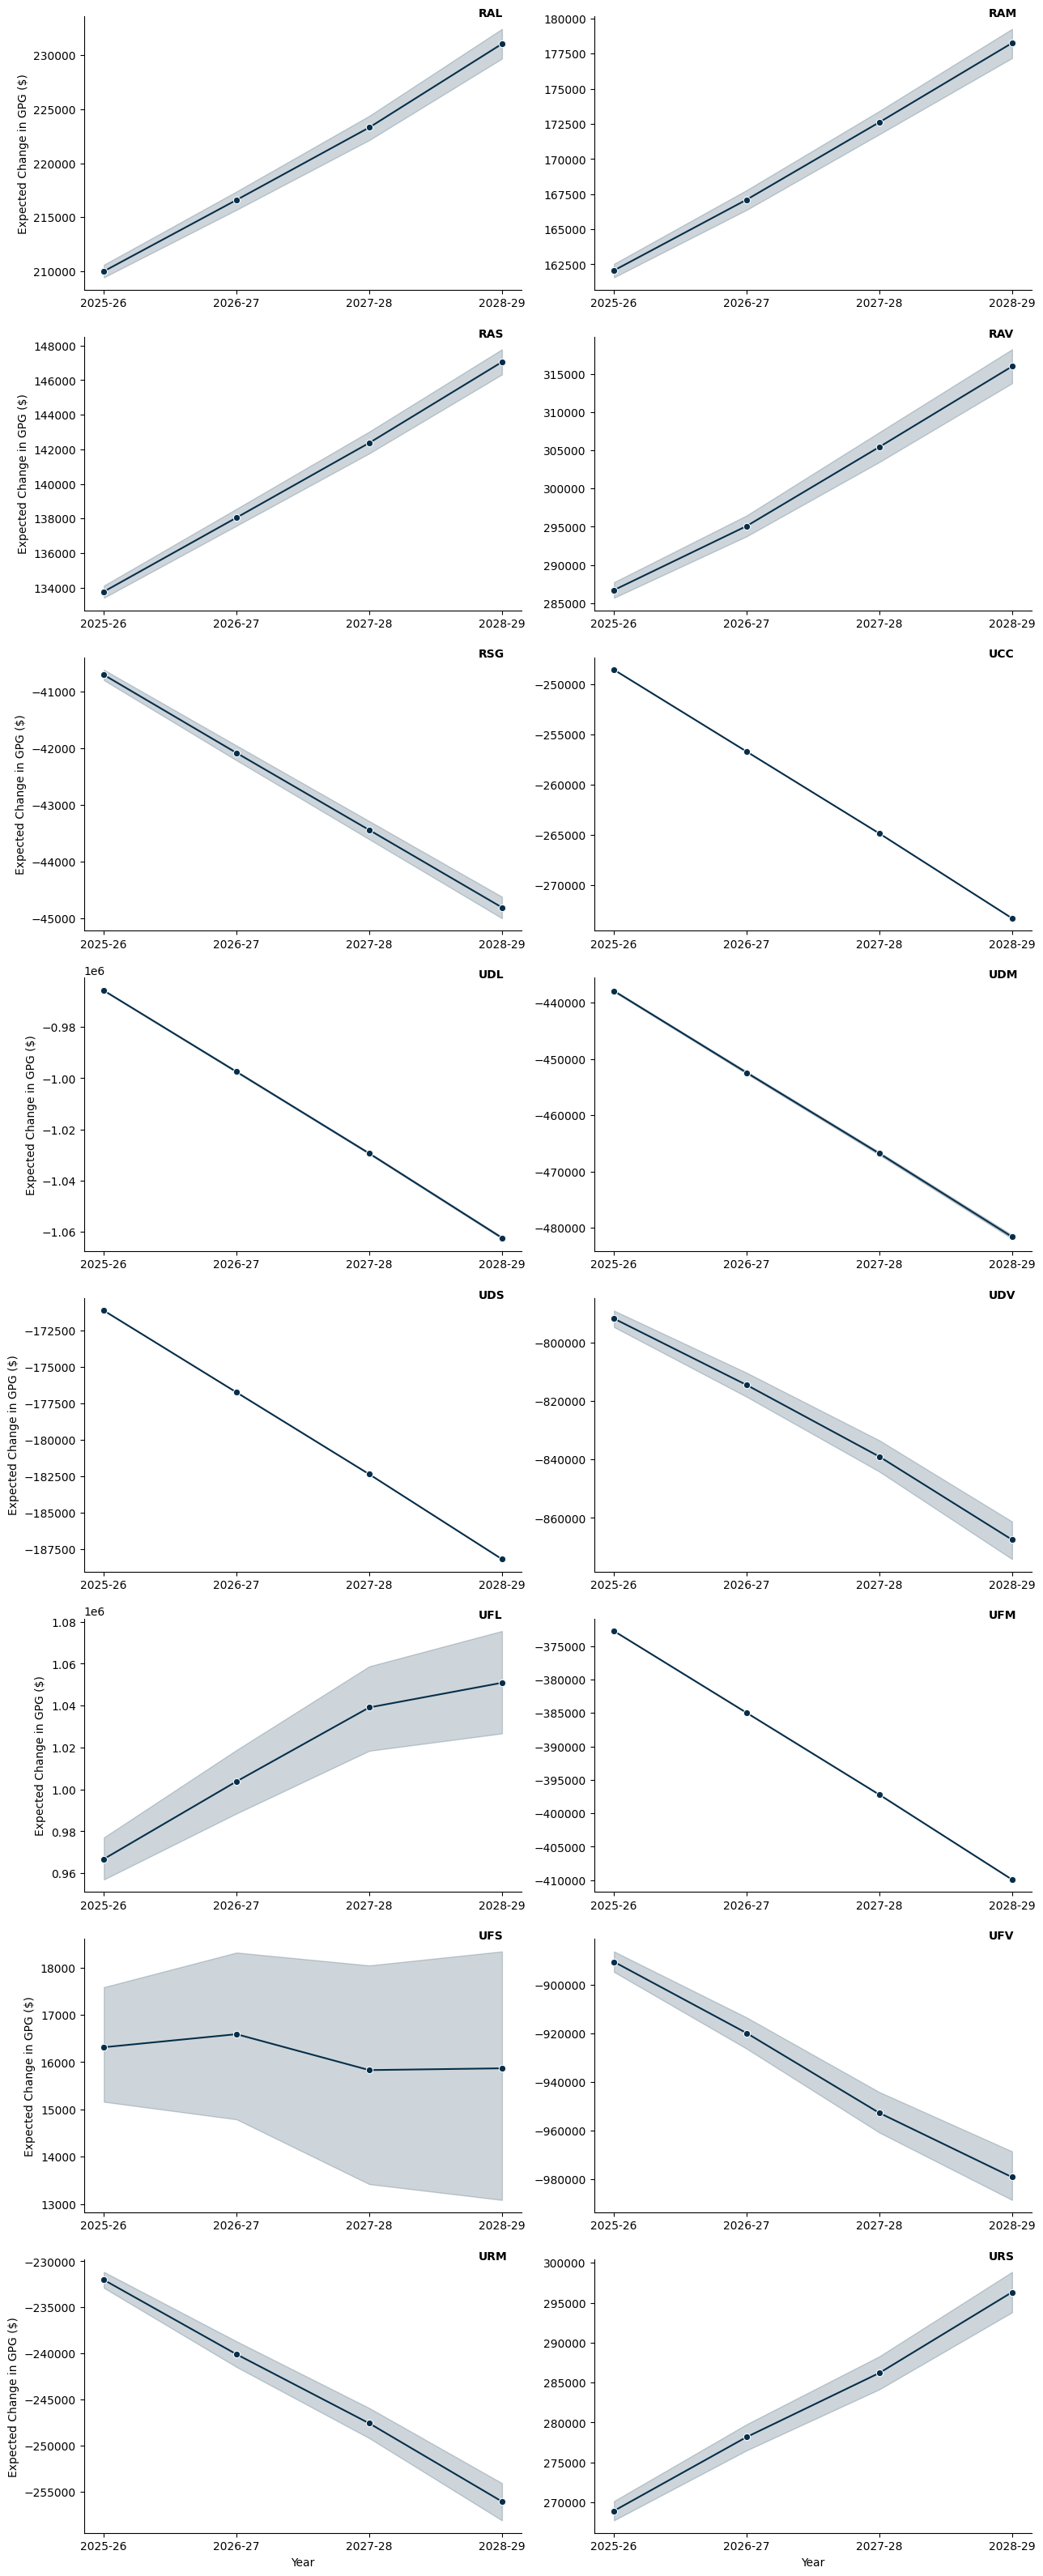 RAL
Expected Change in GPG ($)
230000
225000
220000
215000
210000
2025-26 2026-27 2027-28 2028-29
RAM
180000
177500
175000
172500
170000
167500
165000
162500
2025-26 2026-27 2027-28 2028-29
RAS
Expected Change in GPG ($)
148000
146000
144000
142000
140000
138000
136000
134000
2025-26 2026-27 2027-28 2028-29
RAV
315000
310000
305000
300000
295000
290000
285000
2025-26 2026-27 2027-28 2028-29
RSG
Expected Change in GPG ($)
−41000
−42000
−43000
−44000
−45000
2025-26 2026-27 2027-28 2028-29
UCC
−250000
−255000
−260000
−265000
−270000
2025-26 2026-27 2027-28 2028-29
1e6
UDL
Expected Change in GPG ($)
−0.98
−1.00
−1.02
−1.04
−1.06
2025-26 2026-27 2027-28 2028-29
UDM
−440000
−450000
−460000
−470000
−480000
2025-26 2026-27 2027-28 2028-29
UDS
Expected Change in GPG ($)
−172500
−175000
−177500
−180000
−182500
−185000
−187500
2025-26 2026-27 2027-28 2028-29
UDV
−800000
−820000
−840000
−860000
2025-26 2026-27 2027-28 2028-29
1e6
UFL
Expected Change in GPG ($)
1.08
1.06
1.04
1.02
1.00
0.98
0.96
2025-26 2026-27 2027-28 2028-29
UFM
−375000
−380000
−385000
−390000
−395000
−400000
−405000
−410000
2025-26 2026-27 2027-28 2028-29
UFS
Expected Change in GPG ($)
18000
17000
16000
15000
14000
13000
2025-26 2026-27 2027-28 2028-29
UFV
−900000
−920000
−940000
−960000
−980000
2025-26 2026-27 2027-28 2028-29
URM
Expected Change in GPG ($)
−230000
−235000
−240000
−245000
−250000
−255000
2025-26 2026-27 2027-28 2028-29
Year
URS
300000
295000
290000
285000
280000
275000
270000
2025-26 2026-27 2027-28 2028-29
Year